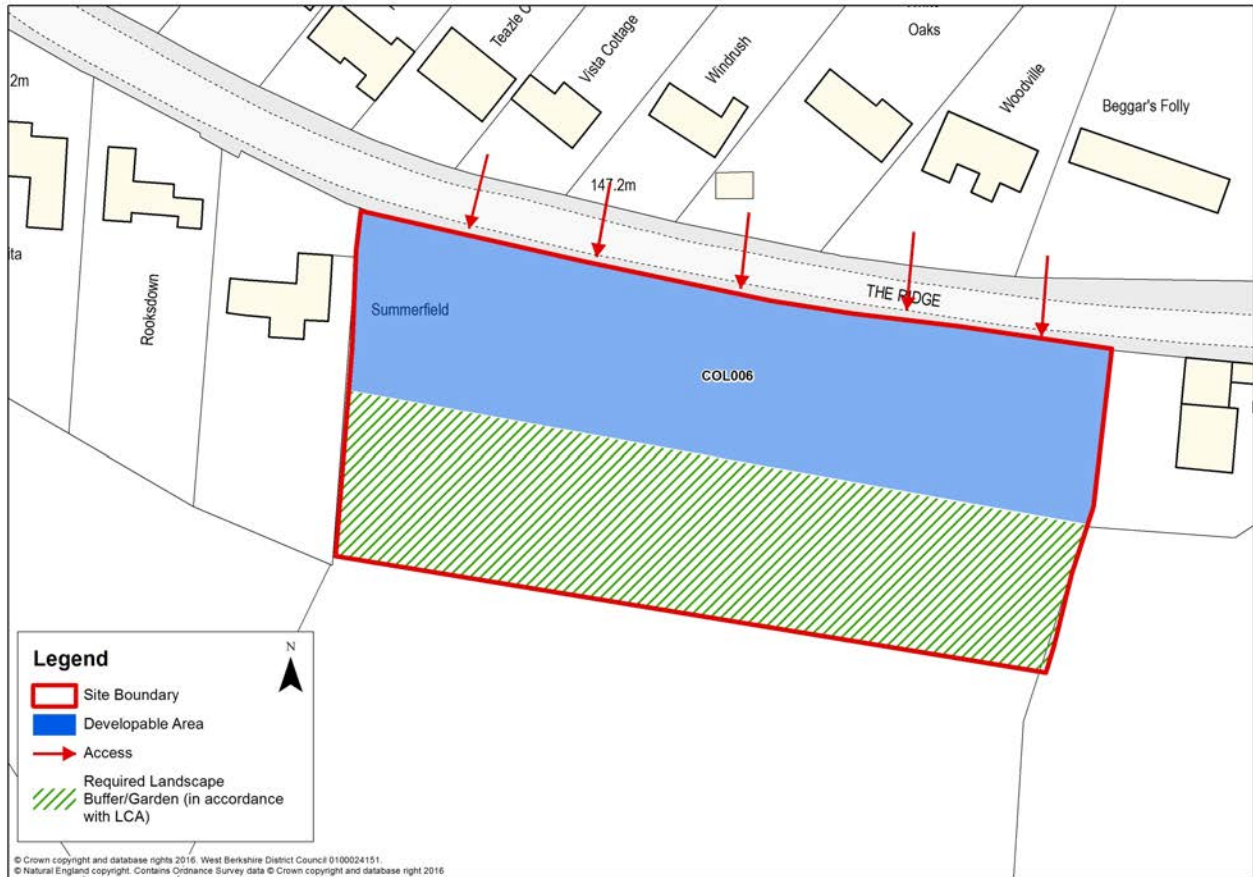 Teazle
Vista Cottage
Windrush
Oaks
Woodville
Beggar's Folly
2m
147.2m
THE RIDGE
Rooksdown
Summerfield
COL006
Legend
N
Site Boundary
Developable Area
Access
Required Landscape
Buffer/Garden (in accordance
with LCA)
© Crown copyright and database rights 2016. West Berkshire District Council 0100024151.
© Natural England copyright. Contains Ordnance Survey data © Crown copyright and database right 2016